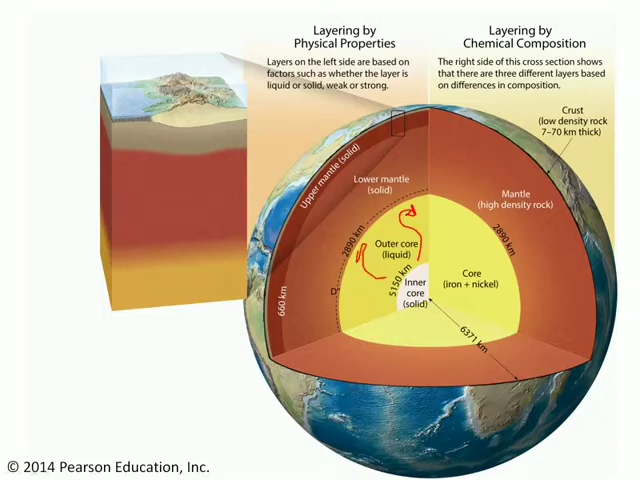 Layering by
Physical Properties
Layers on the left side are based on
factors such as whether the layer is
liquid or solid, weak or strong.
Layering by
Chemical Composition
The right side of this cross section shows
that there are three different layers based
on differences in composition.
Crust
(low density rock
7–70 km thick)
Upper mantle (solid)
Lower mantle
(solid)
Mantle
(high density rock)
2890 km
2890 km
Outer core
(liquid)
5150 km
Core
(iron + nickel)
Inner
core
(solid)
D"
660 km
6371 km
© 2014 Pearson Education, Inc.